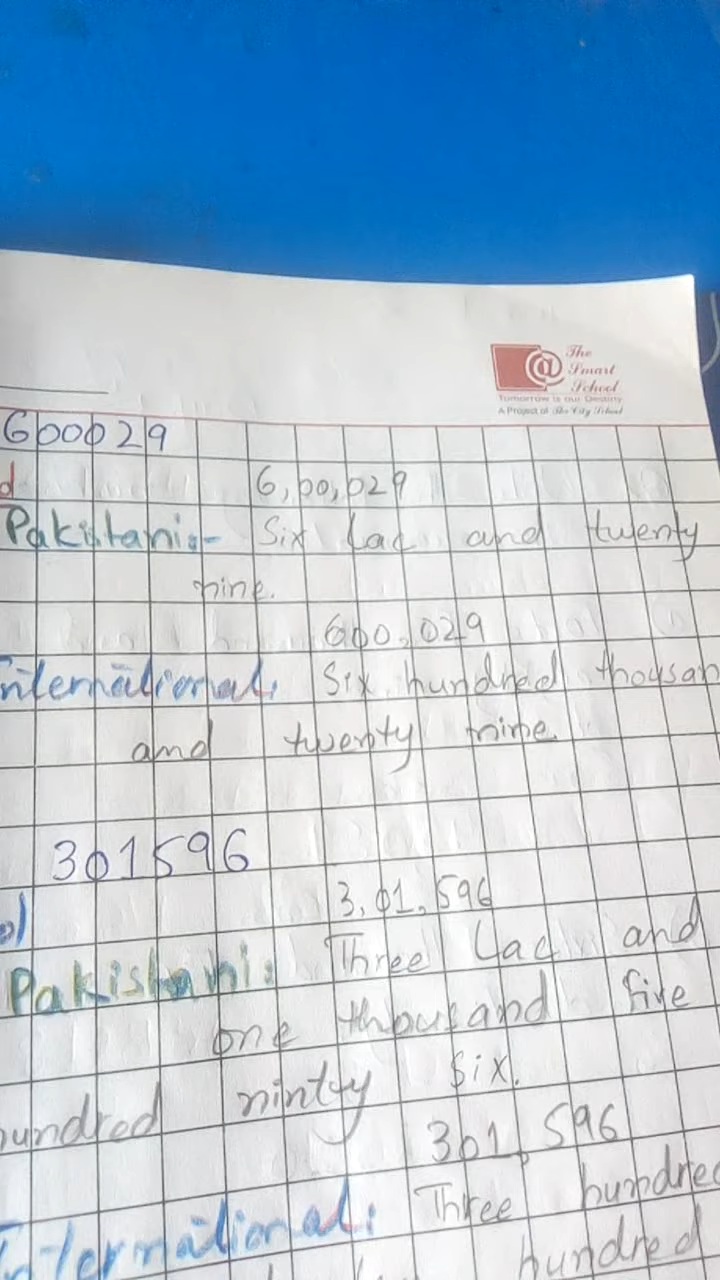 The
Smart
School
Tomorrow is our Destiny
A Project of The City School
600029
d
6,00,029
Pakistani:-
Six Lac and twenty
nine.
600,029
International:
Six hundred thousan
and twenty nine.
301596
3,01,596
Pakistani:
Three Lac and
one thousand five
hundred ninty six.
301,596
International:
Three hundred
hundred